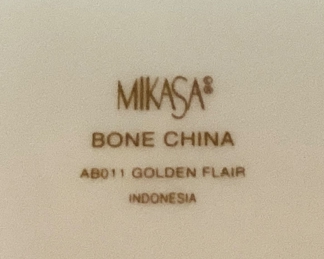 MIKASA®
BONE CHINA
AB011 GOLDEN FLAIR
INDONESIA